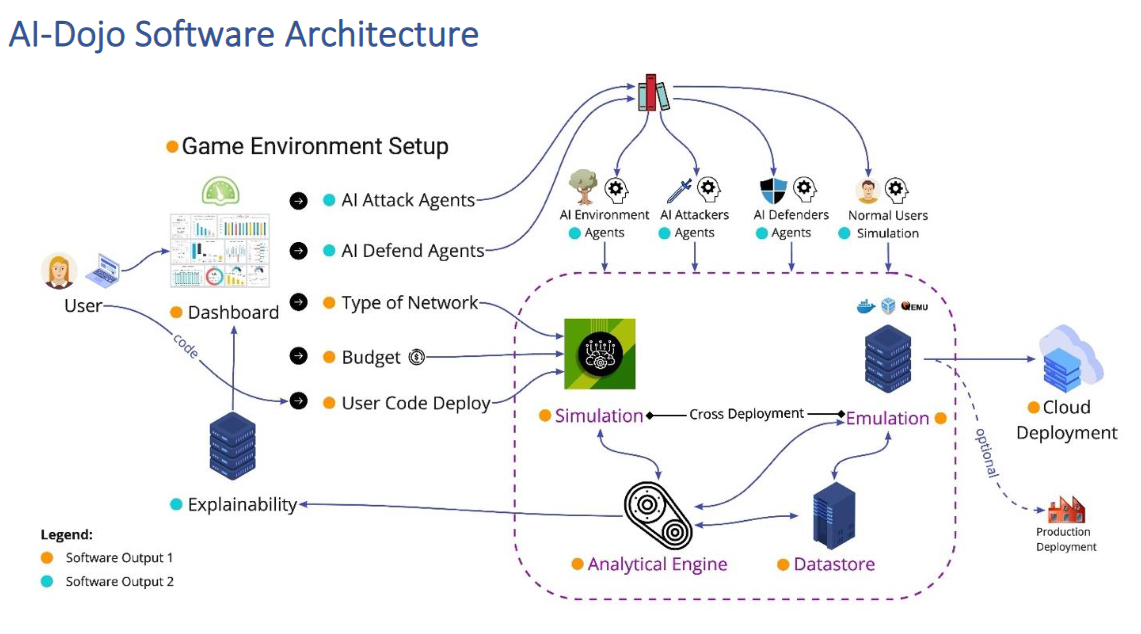 AI-Dojo Software Architecture
Game Environment Setup
AI Attack Agents
AI Defend Agents
Type of Network
Budget
User Code Deploy
User
code
Dashboard
Explainability
AI Environment
Agents
AI Attackers
Agents
AI Defenders
Agents
Normal Users
Simulation
QEMU
Simulation
Cross Deployment
Emulation
Analytical Engine
Datastore
Cloud
Deployment
optional
Production
Deployment
Legend:
Software Output 1
Software Output 2